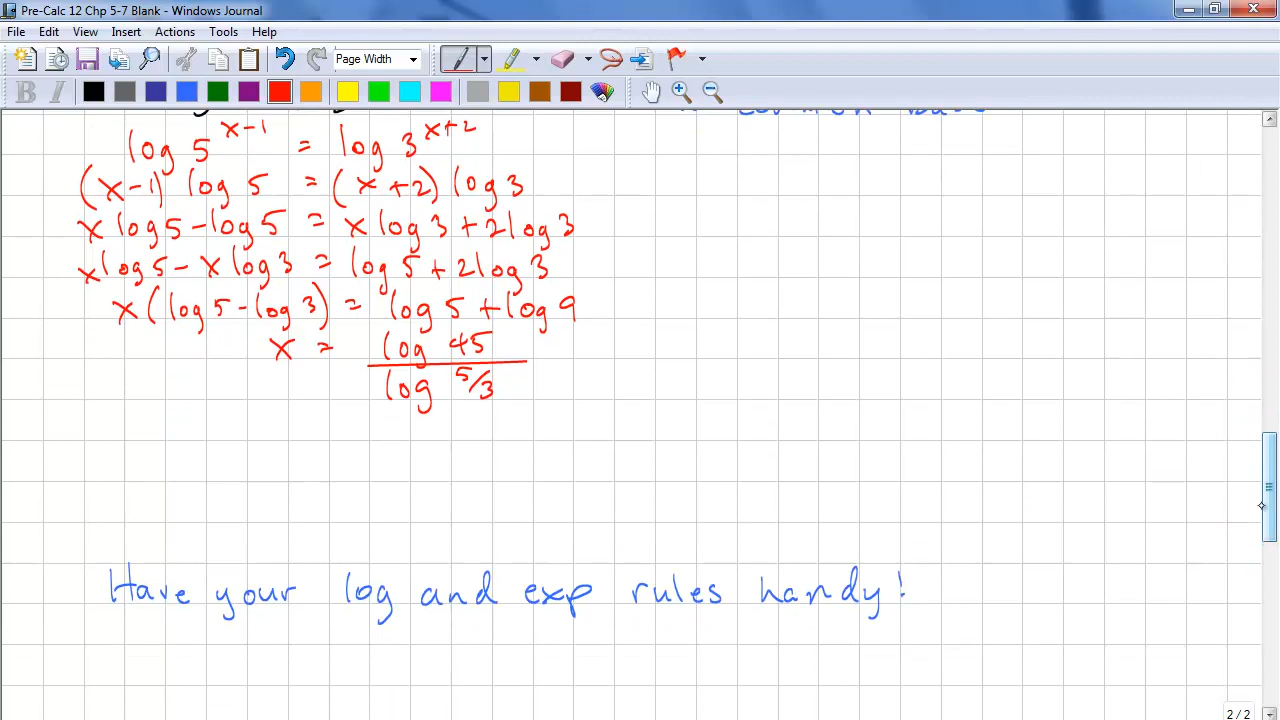 Pre-Calc 12 Chp 5-7 Blank - Windows Journal
File Edit View Insert Actions Tools Help
Page Width
B I
log 5^(x-1) = log 3^(x+2)
(x-1) log 5 = (x+2) log 3
x log 5 - log 5 = x log 3 + 2 log 3
x log 5 - x log 3 = log 5 + 2 log 3
x (log 5 - log 3) = log 5 + log 9
x = log 45
log 5/3
Have your log and exp rules handy!
2 / 2